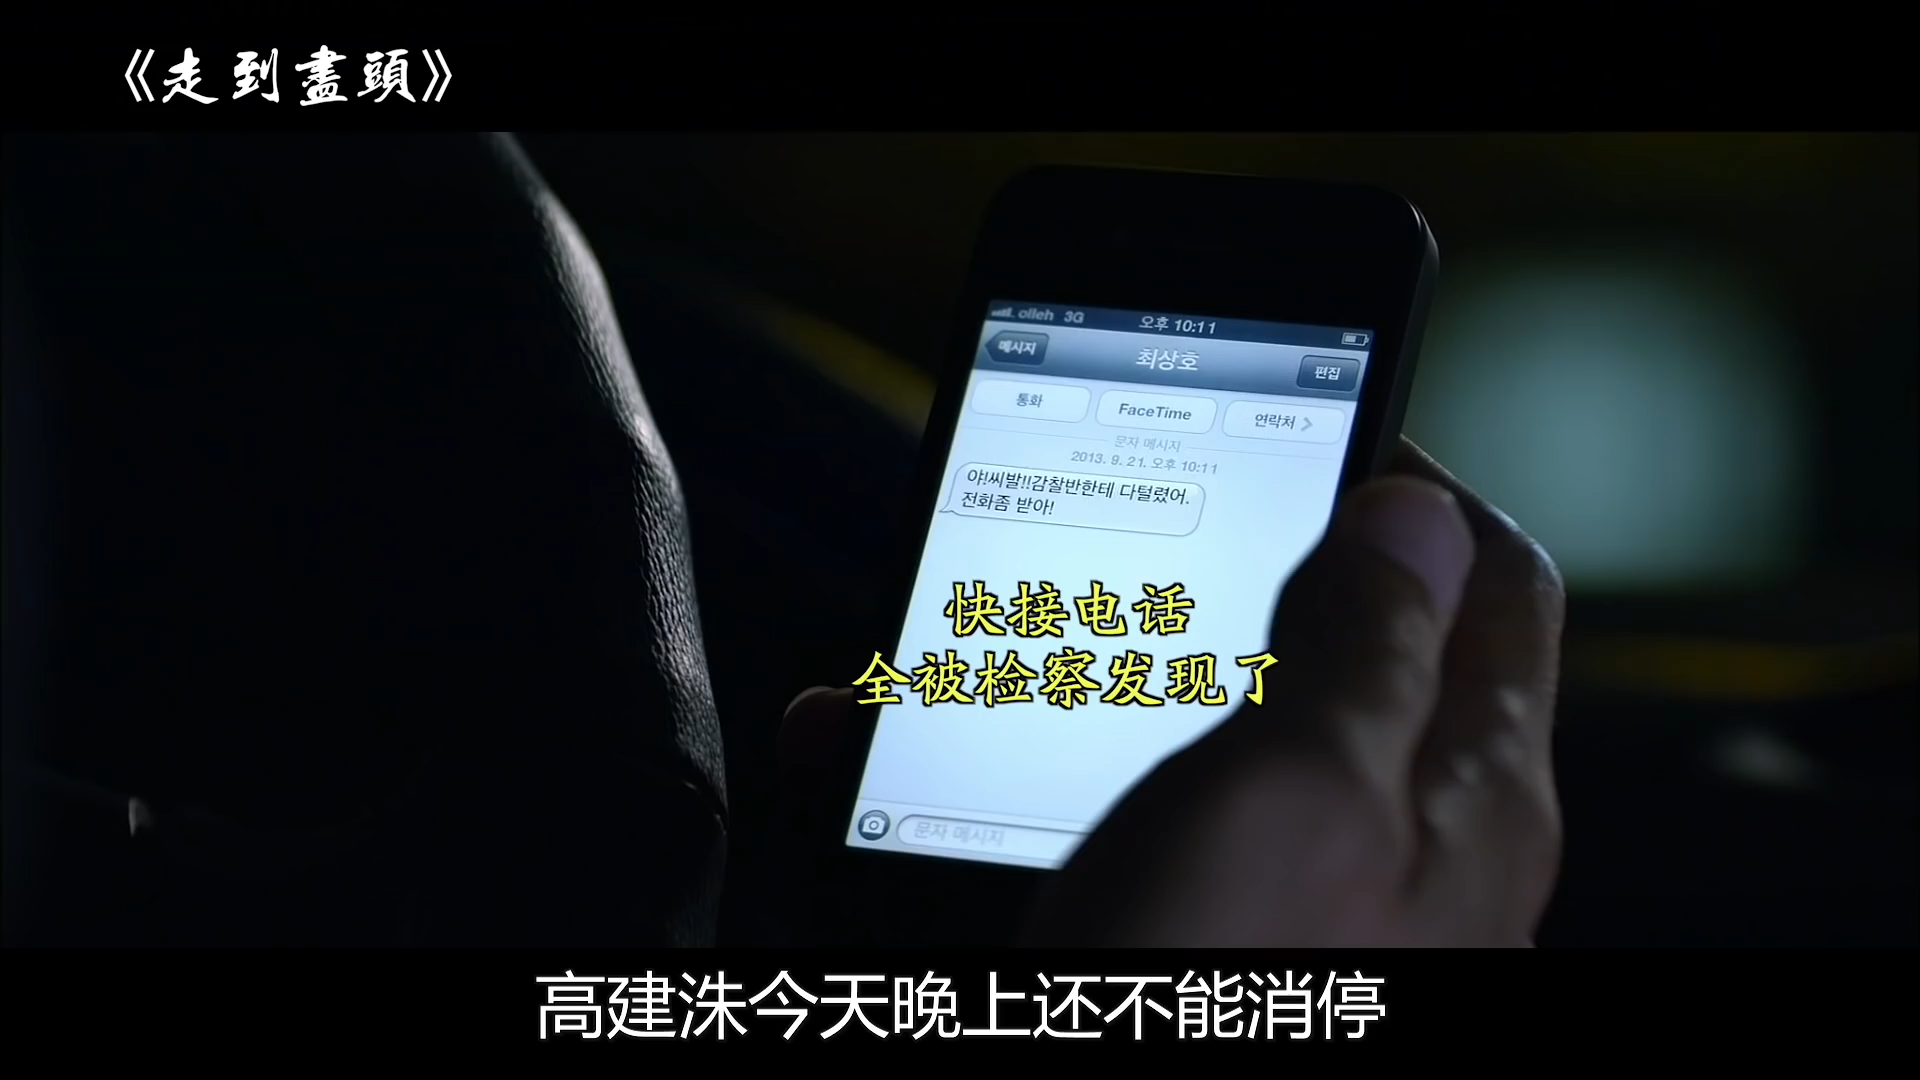 《走到盡頭》
olleh 3G 오후 10:11
메시지 최상호 편집
통화 FaceTime 연락처
문자 메시지
2013. 9. 21. 오후 10:11
야!씨발!!감찰반한테 다털렸어.
전화좀 받아!
快接电话
全被检察发现了
문자 메시지
高建洙今天晚上还不能消停